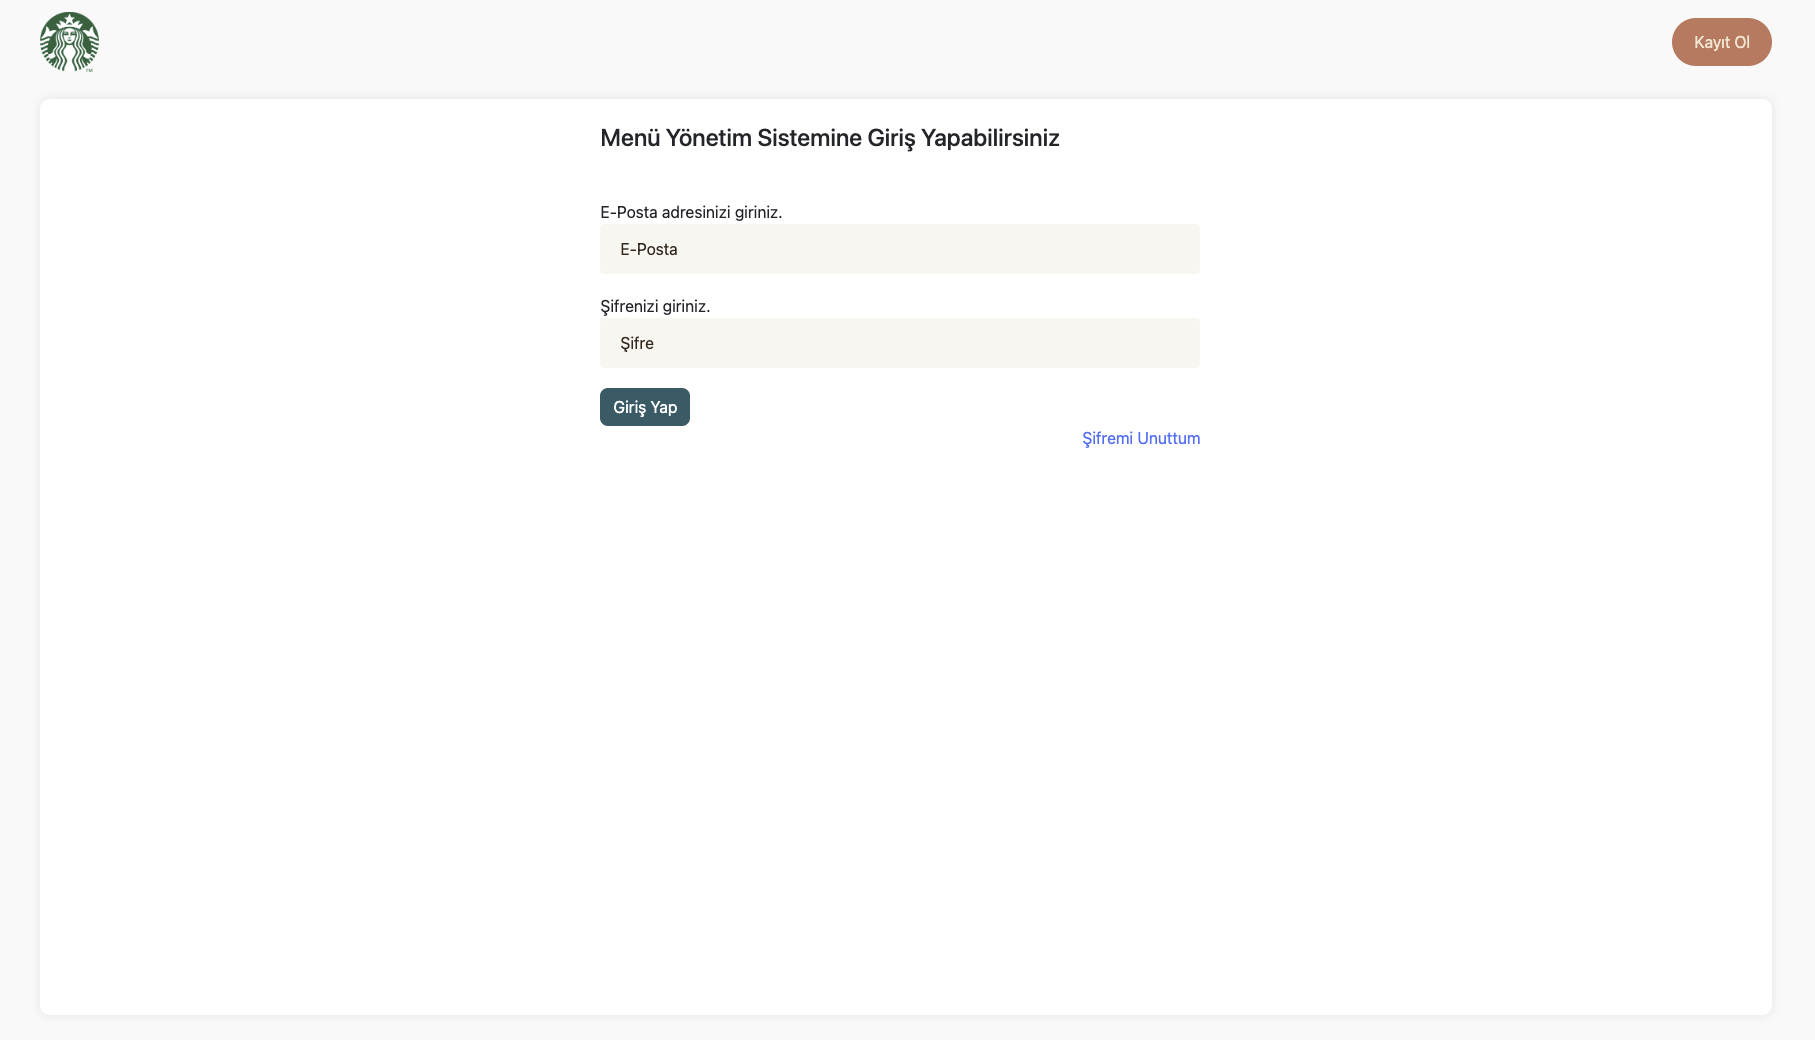 Kayıt Ol
Menü Yönetim Sistemine Giriş Yapabilirsiniz
E-Posta adresinizi giriniz.
E-Posta
Şifrenizi giriniz.
Şifre
Giriş Yap
Şifremi Unuttum